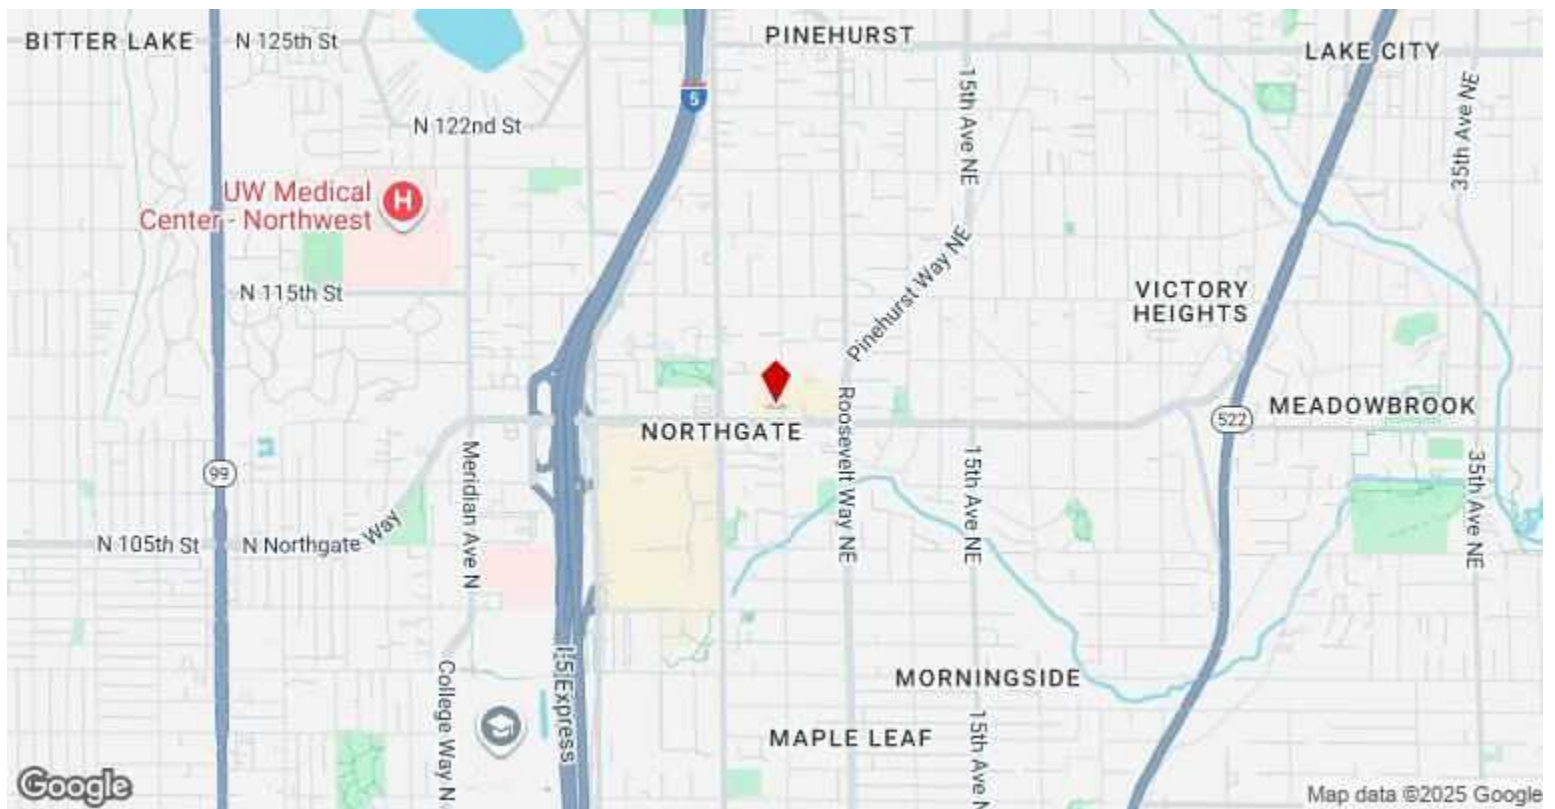 BITTER LAKE
N 125th St
PINEHURST
LAKE CITY
5
N 122nd St
15th Ave NE
35th Ave NE
UW Medical
Center - Northwest
H
N 115th St
Pinehurst Way NE
VICTORY
HEIGHTS
NORTHGATE
Roosevelt Way NE
522
MEADOWBROOK
99
Meridian Ave N
15th Ave NE
35th Ave NE
N 105th St
N Northgate Way
I-5 Express
College Way N
MORNINGSIDE
MAPLE LEAF
15th Ave N
Google
Map data ©2025 Google